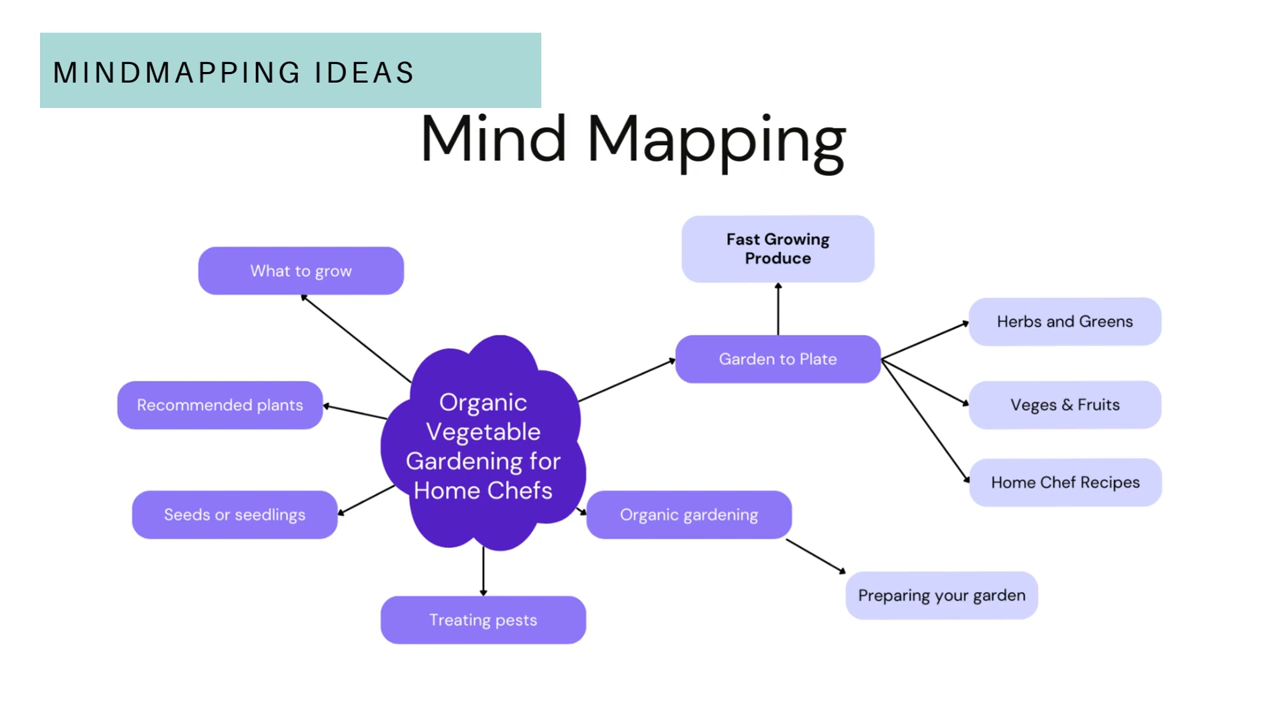 MINDMAPPING IDEAS
Mind Mapping
Fast Growing
Produce
What to grow
Herbs and Greens
Garden to Plate
Recommended plants
Organic
Vegetable
Gardening for
Home Chefs
Veges & Fruits
Home Chef Recipes
Seeds or seedlings
Organic gardening
Preparing your garden
Treating pests